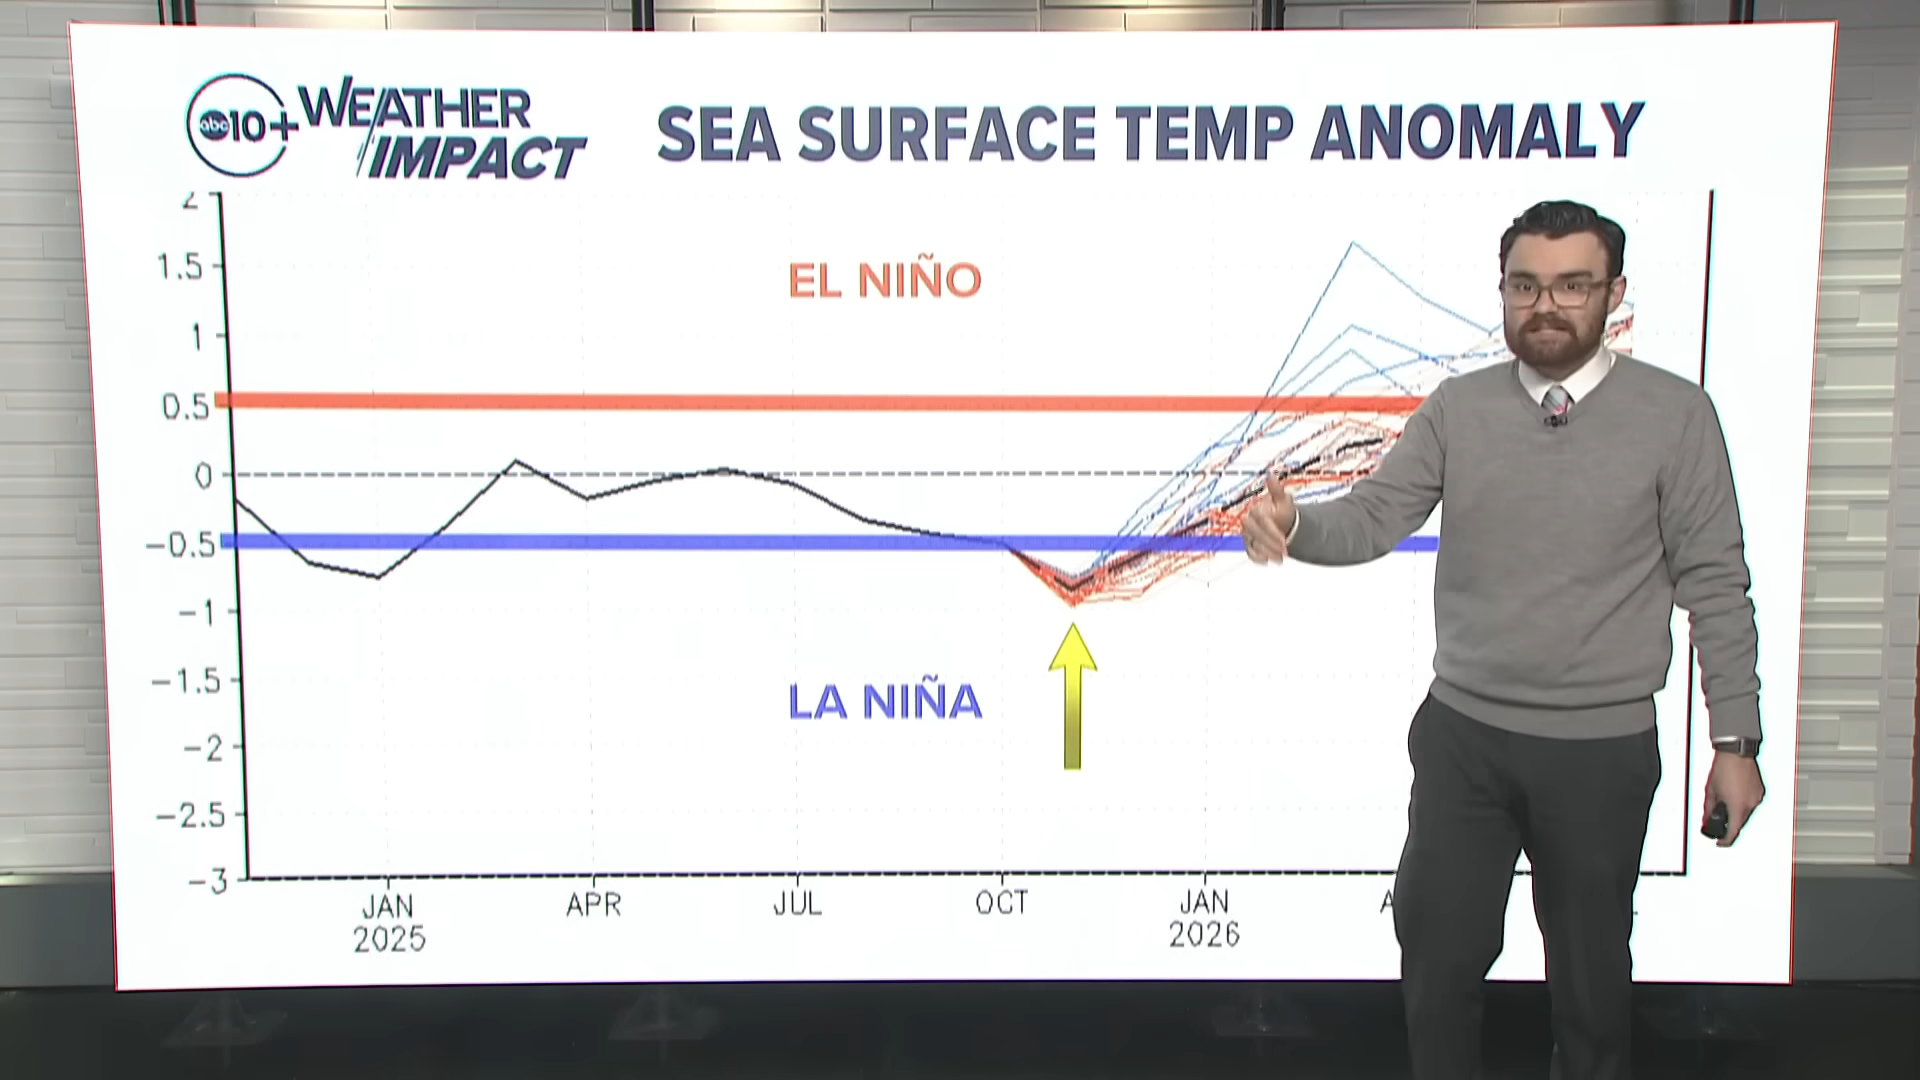 abc10+ WEATHER IMPACT
SEA SURFACE TEMP ANOMALY
2
1.5
EL NIÑO
1
0.5
0
−0.5
−1
−1.5
LA NIÑA
−2
−2.5
−3
JAN APR JUL OCT JAN
2025 2026